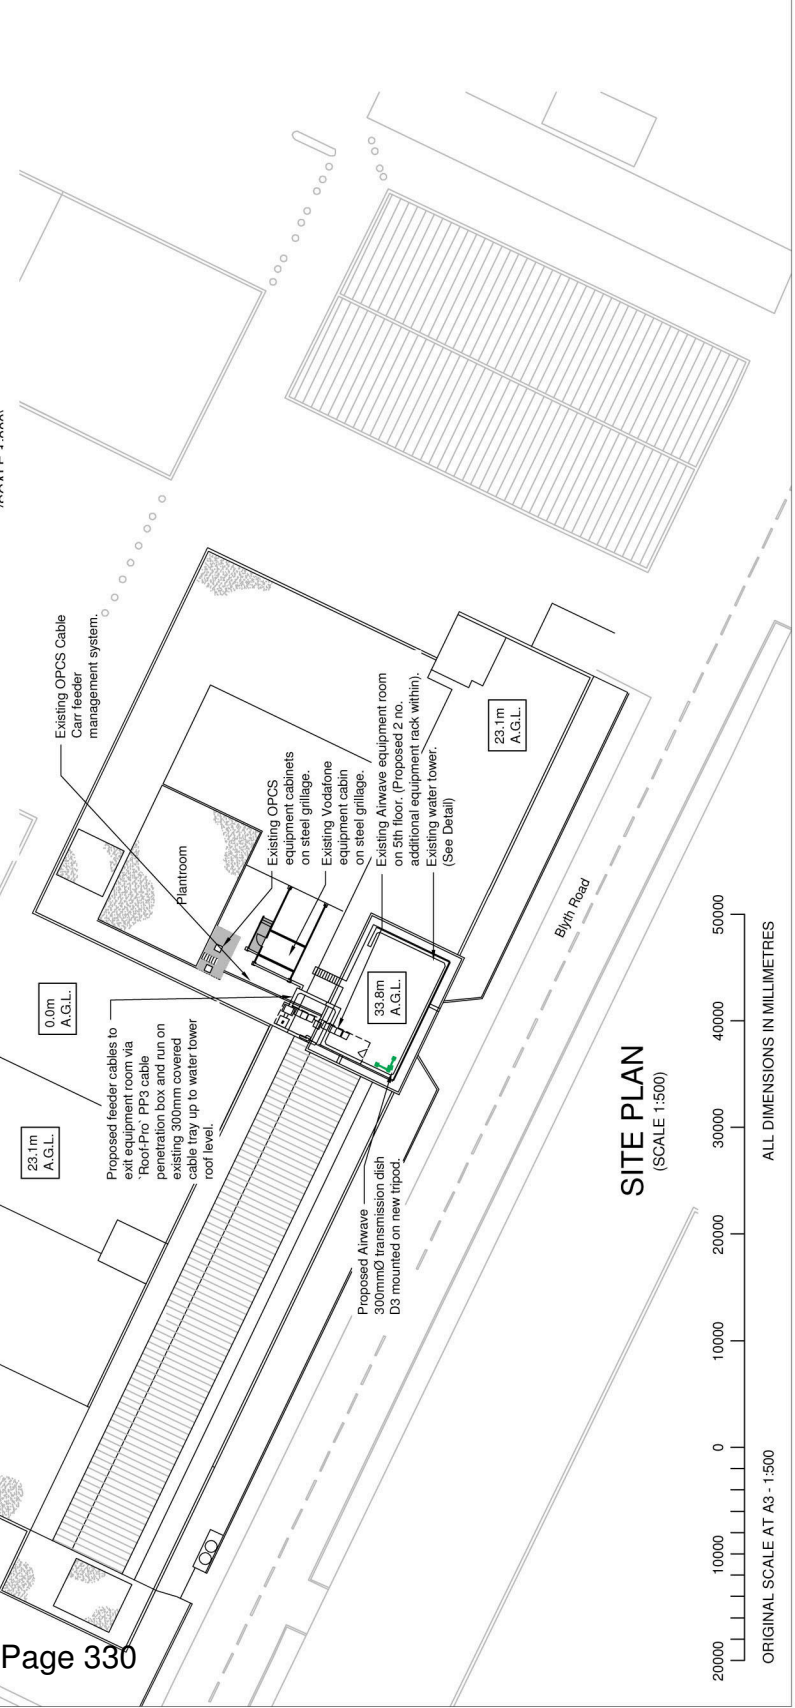 Existing OPCS Cable
Carr feeder
management system.
Existing OPCS
equipment cabinets
on steel grillage.
Existing Vodafone
equipment cabin
on steel grillage.
Existing Airwave equipment room
on 5th floor. (Proposed 2 no.
additional equipment rack within).
Existing water tower.
(See Detail)
Plantroom
23.1m
A.G.L.
0.0m
A.G.L.
33.8m
A.G.L.
23.1m
A.G.L.
Blyth Road
Proposed feeder cables to
exit equipment room via
`Roof-Pro` PP3 cable
penetration box and run on
existing 300mm covered
cable tray up to water tower
roof level.
Proposed Airwave
300mmØ transmission dish
D3 mounted on new tripod.
SITE PLAN
(SCALE 1:500)
20000 10000 0 10000 20000 30000 40000 50000
ORIGINAL SCALE AT A3 - 1:500
ALL DIMENSIONS IN MILLIMETRES
Page 330